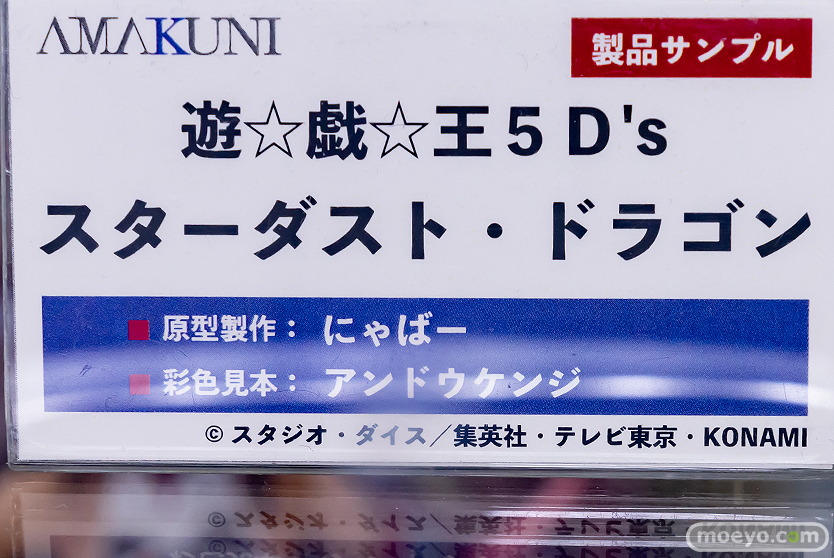 AMAKUNI
製品サンプル
遊☆戯☆王５D's
スターダスト・ドラゴン
■ 原型製作： にゃばー
■ 彩色見本： アンドウケンジ
© スタジオ・ダイス／集英社・テレビ東京・KONAMI
moeyo.com